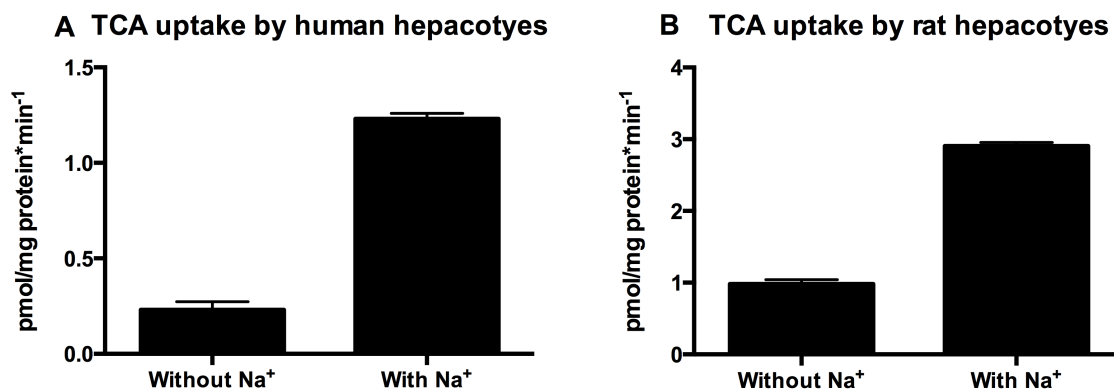 A TCA uptake by human hepacotyes
pmol/mg protein*min⁻¹
1.5
1.0
0.5
0.0
Without Na⁺
With Na⁺
B TCA uptake by rat hepacotyes
pmol/mg protein*min⁻¹
4
3
2
1
0
Without Na⁺
With Na⁺